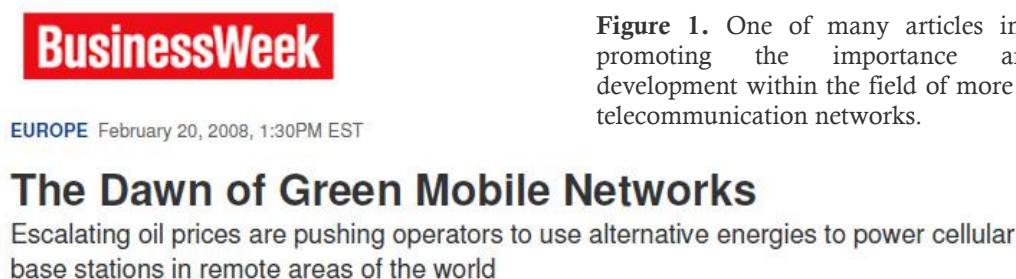 BusinessWeek
EUROPE February 20, 2008, 1:30PM EST
The Dawn of Green Mobile Networks
Escalating oil prices are pushing operators to use alternative energies to power cellular
base stations in remote areas of the world
Figure 1. One of many articles in
promoting the importance
development within the field of more
telecommunication networks.